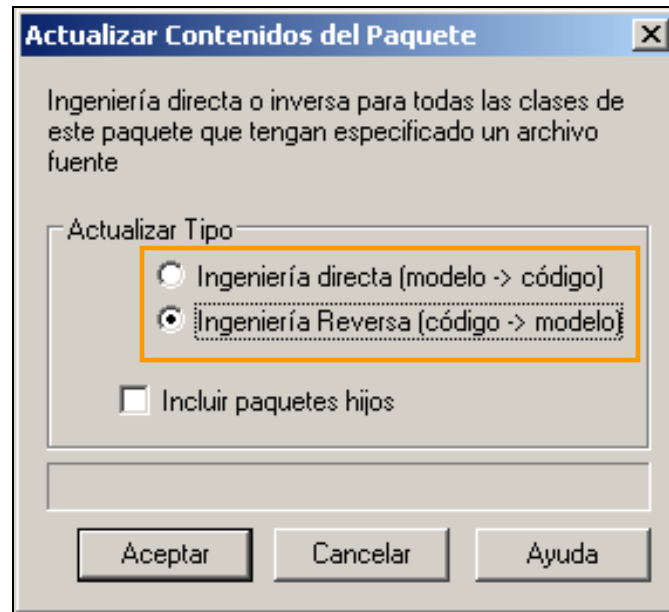 Actualizar Contenidos del Paquete
Ingeniería directa o inversa para todas las clases de
este paquete que tengan especificado un archivo
fuente
Actualizar Tipo
Ingeniería directa (modelo -> código)
Ingeniería Reversa (código -> modelo)
Incluir paquetes hijos
Aceptar Cancelar Ayuda